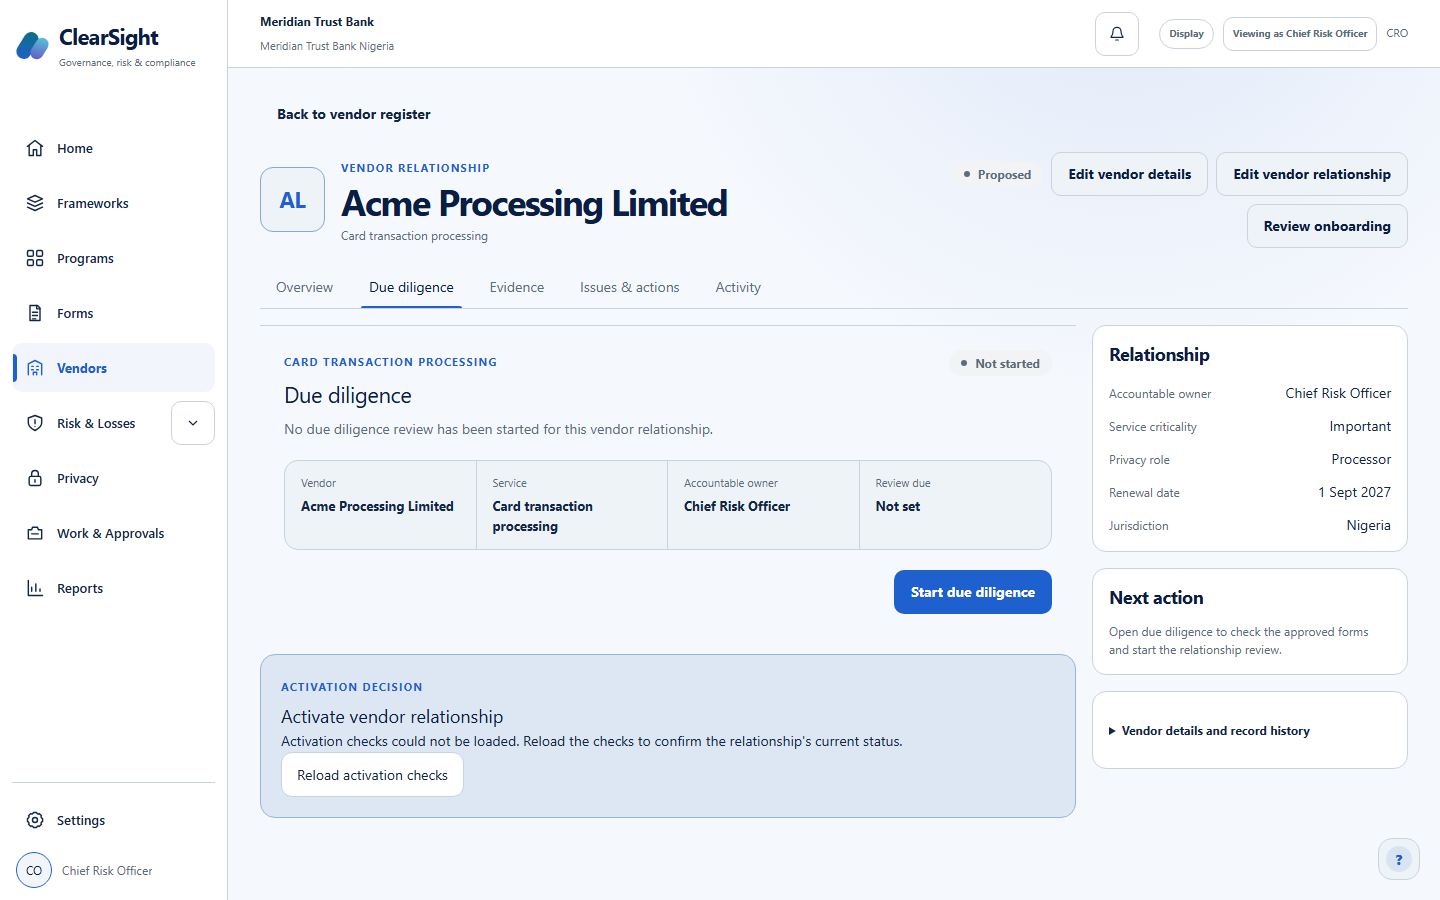 ClearSight
Governance, risk & compliance
Home
Frameworks
Programs
Forms
Vendors
Risk & Losses
Privacy
Work & Approvals
Reports
Settings
CO
Chief Risk Officer
Meridian Trust Bank
Meridian Trust Bank Nigeria
Display
Viewing as Chief Risk Officer
CRO
Back to vendor register
AL
VENDOR RELATIONSHIP
Acme Processing Limited
Card transaction processing
Proposed
Edit vendor details
Edit vendor relationship
Review onboarding
Overview
Due diligence
Evidence
Issues & actions
Activity
CARD TRANSACTION PROCESSING
Not started
Due diligence
No due diligence review has been started for this vendor relationship.
Vendor
Acme Processing Limited
Service
Card transaction
processing
Accountable owner
Chief Risk Officer
Review due
Not set
Start due diligence
ACTIVATION DECISION
Activate vendor relationship
Activation checks could not be loaded. Reload the checks to confirm the relationship's current status.
Reload activation checks
Relationship
Accountable owner
Chief Risk Officer
Service criticality
Important
Privacy role
Processor
Renewal date
1 Sept 2027
Jurisdiction
Nigeria
Next action
Open due diligence to check the approved forms
and start the relationship review.
Vendor details and record history
?